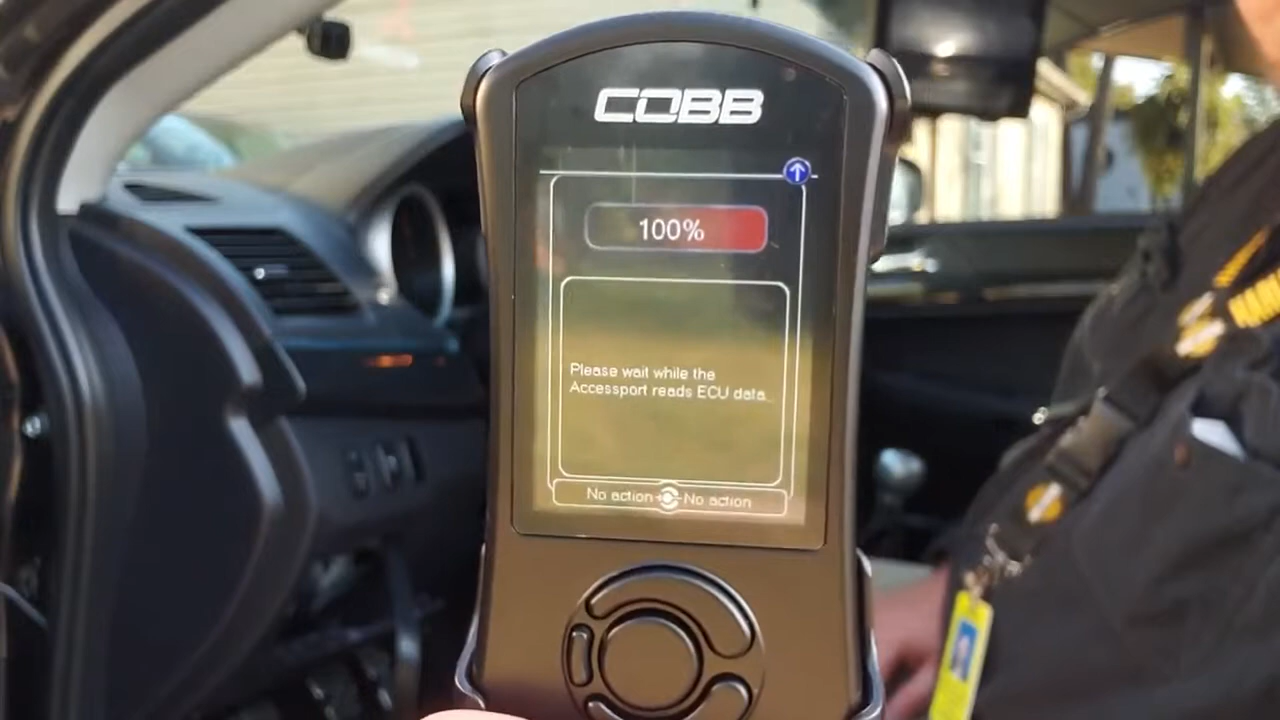 COBB
100%
Please wait while the
Accessport reads ECU data..
No action No action